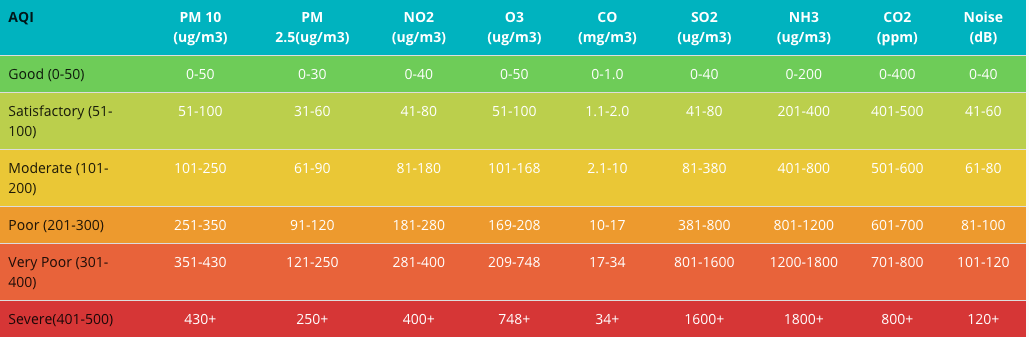 AQI PM 10 PM NO2 O3 CO SO2 NH3 CO2 Noise
(ug/m3) 2.5(ug/m3) (ug/m3) (ug/m3) (mg/m3) (ug/m3) (ug/m3) (ppm) (dB)
Good (0-50) 0-50 0-30 0-40 0-50 0-1.0 0-40 0-200 0-400 0-40
Satisfactory (51- 51-100 31-60 41-80 51-100 1.1-2.0 41-80 201-400 401-500 41-60
100)
Moderate (101- 101-250 61-90 81-180 101-168 2.1-10 81-380 401-800 501-600 61-80
200)
Poor (201-300) 251-350 91-120 181-280 169-208 10-17 381-800 801-1200 601-700 81-100
Very Poor (301- 351-430 121-250 281-400 209-748 17-34 801-1600 1200-1800 701-800 101-120
400)
Severe(401-500) 430+ 250+ 400+ 748+ 34+ 1600+ 1800+ 800+ 120+